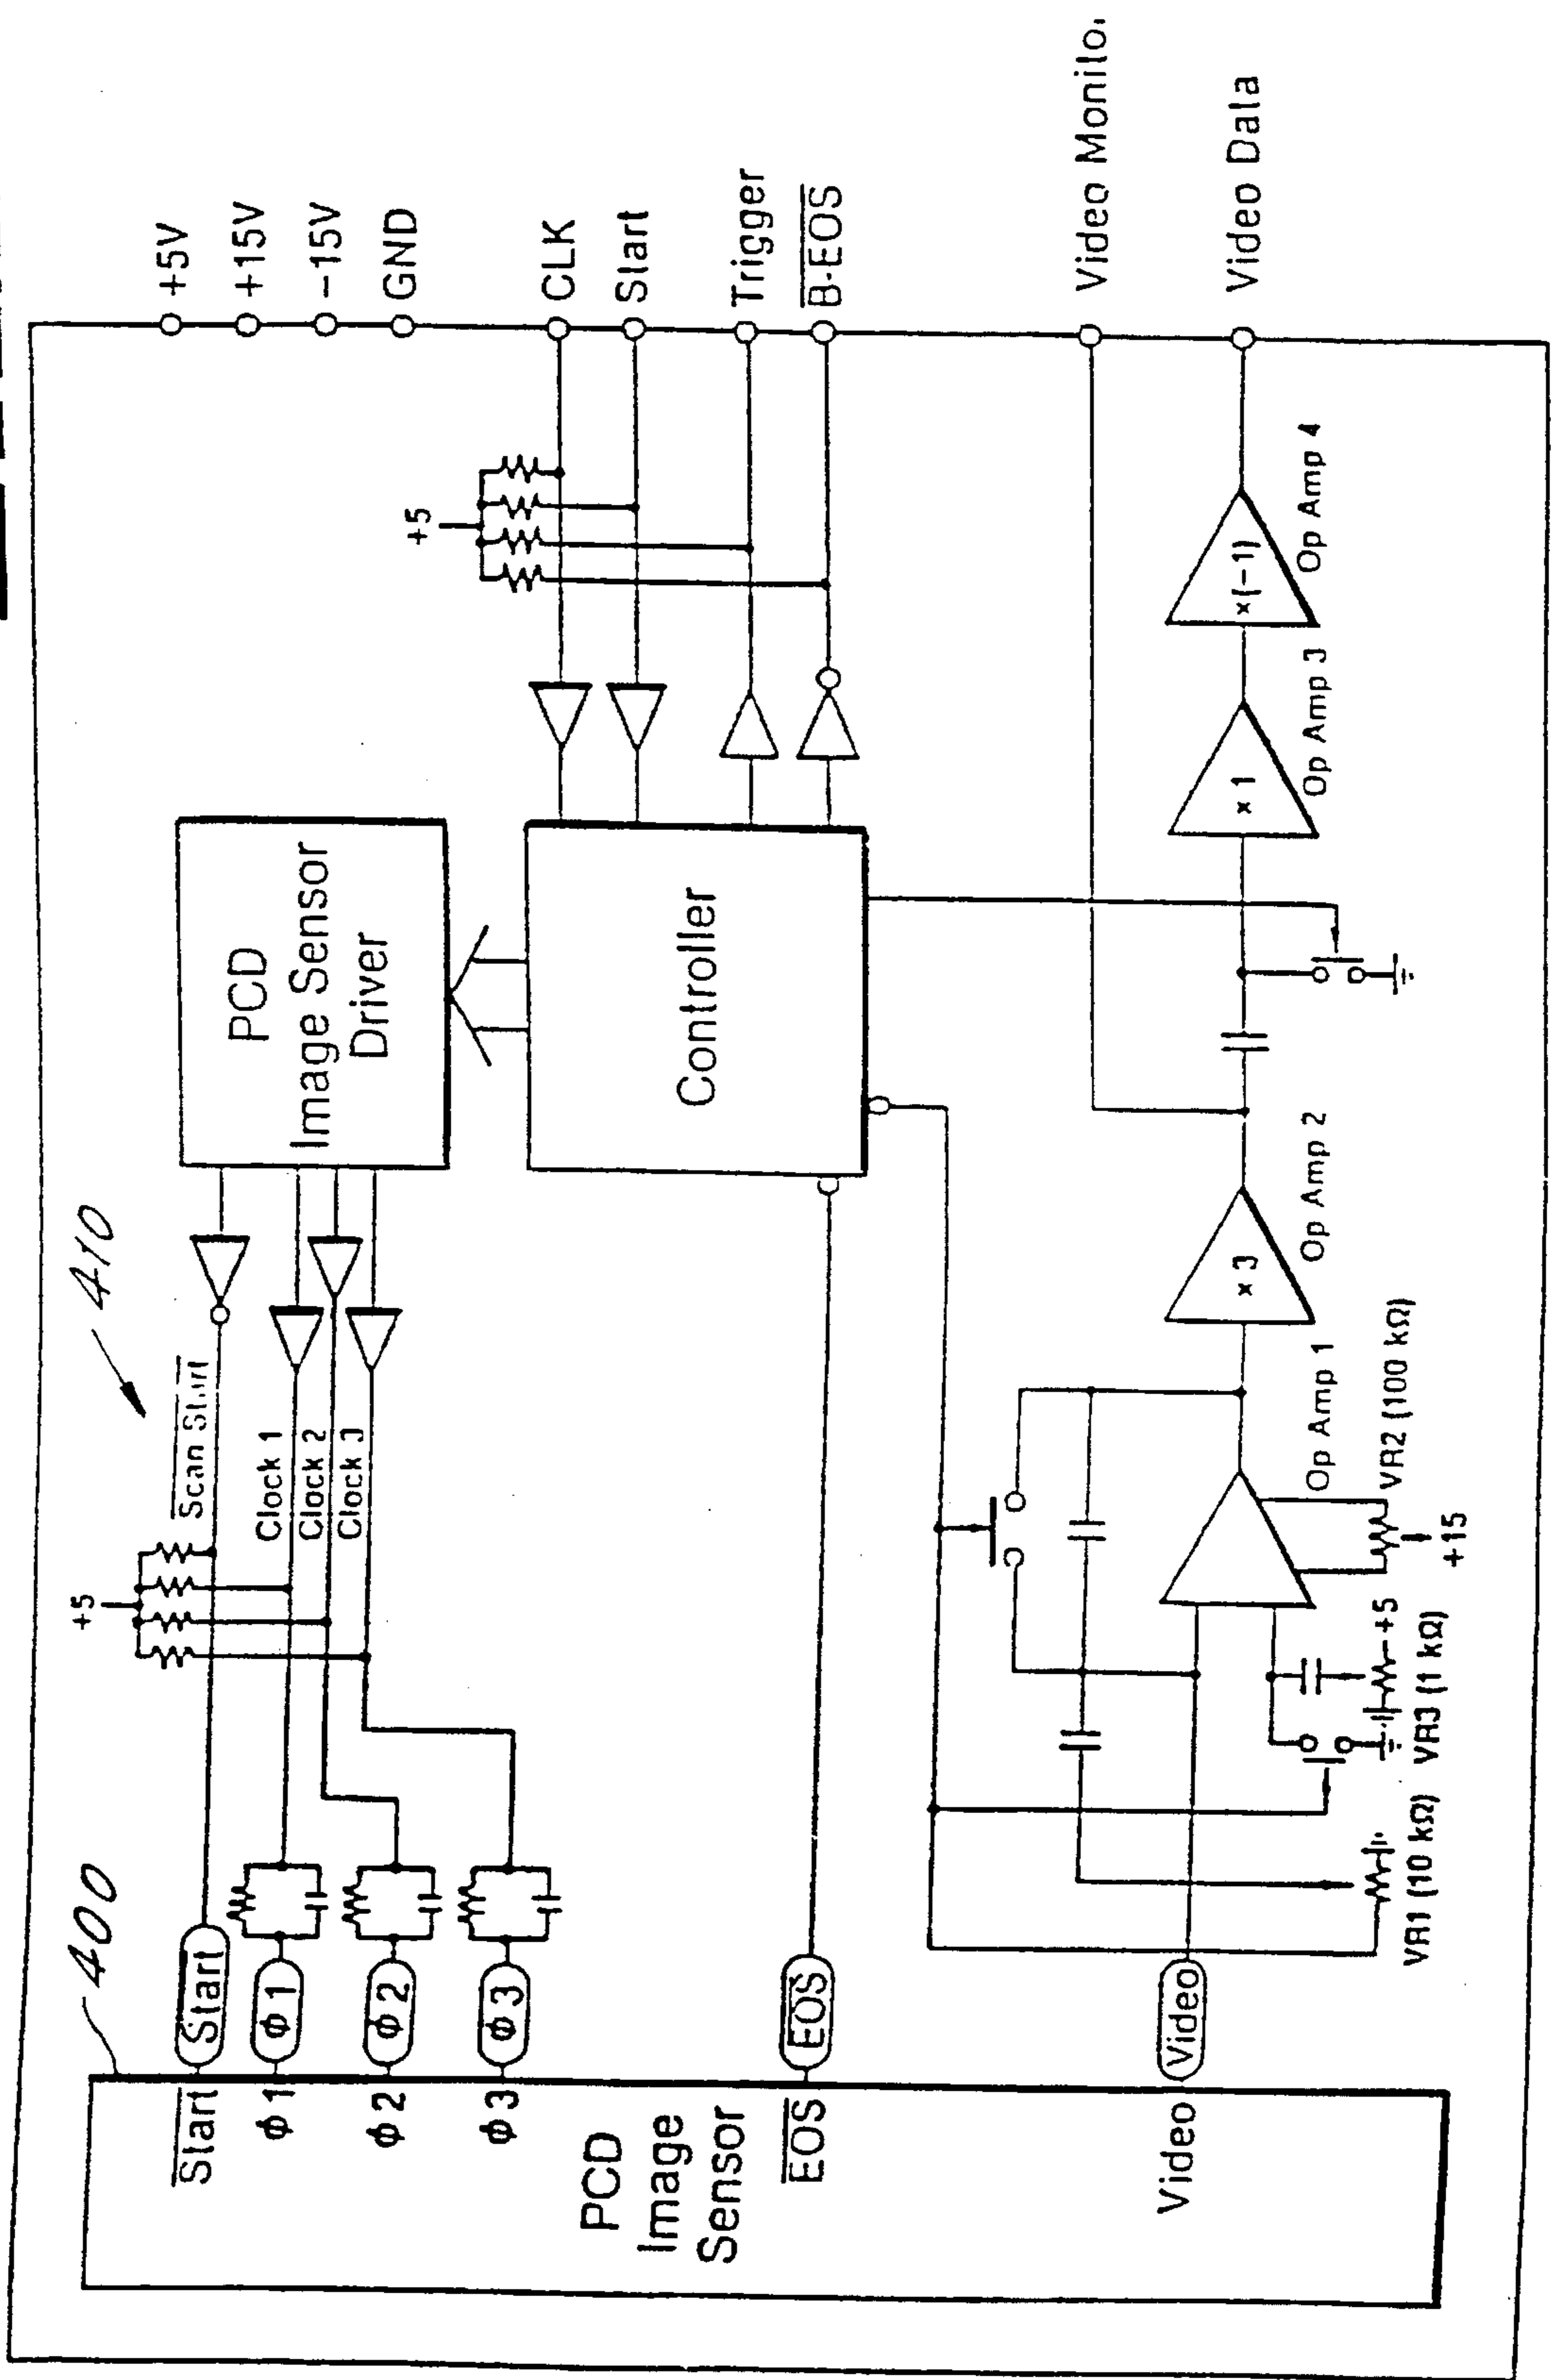 400
410
+5
+5
+5V
+15V
-15V
GND
CLK
Start
Trigger
B-EOS
Video Monito
Video Data
PCD
Image Sensor
Driver
Controller
Scan Start
Clock 1
Clock 2
Clock 3
Start
Start
Φ1
Φ1
Φ2
Φ2
Φ3
Φ3
PCD
Image
Sensor
EOS
EOS
Video
Video
Op Amp 1
×3
Op Amp 2
×1
Op Amp 3
×(-1)
Op Amp 4
VR1 (10 kΩ)
VR3 (1 kΩ)
+5
VR2 (100 kΩ)
+15